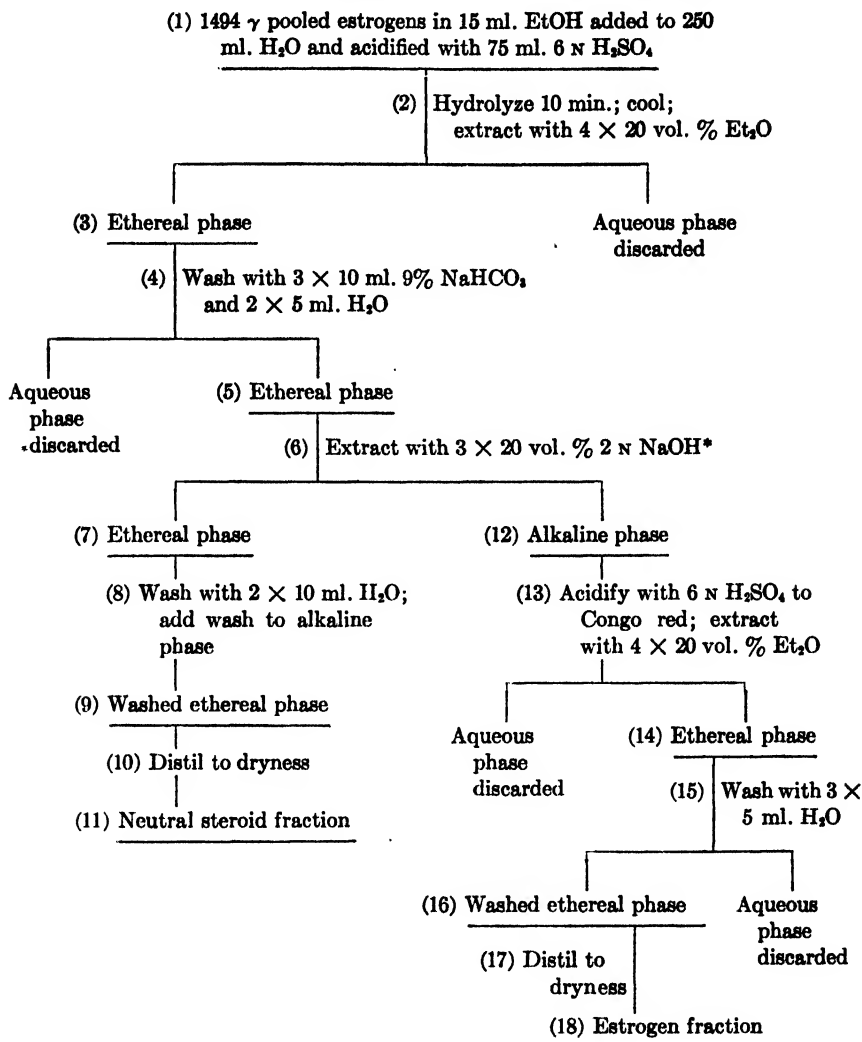 (1) 1494 γ pooled estrogens in 15 ml. EtOH added to 250
ml. H₂O and acidified with 75 ml. 6 N H₂SO₄
(2) Hydrolyze 10 min.; cool;
extract with 4 × 20 vol. % Et₂O
(3) Ethereal phase
Aqueous phase
discarded
(4) Wash with 3 × 10 ml. 9% NaHCO₃
and 2 × 5 ml. H₂O
Aqueous
phase
discarded
(5) Ethereal phase
(6) Extract with 3 × 20 vol. % 2 N NaOH*
(7) Ethereal phase
(8) Wash with 2 × 10 ml. H₂O;
add wash to alkaline
phase
(9) Washed ethereal phase
(10) Distil to dryness
(11) Neutral steroid fraction
(12) Alkaline phase
(13) Acidify with 6 N H₂SO₄ to
Congo red; extract
with 4 × 20 vol. % Et₂O
Aqueous
phase
discarded
(14) Ethereal phase
(15) Wash with 3 ×
5 ml. H₂O
(16) Washed ethereal phase
Aqueous
phase
discarded
(17) Distil to
dryness
(18) Estrogen fraction